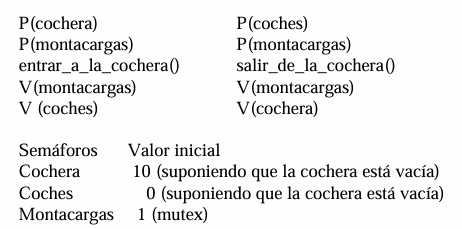 P(cochera) P(coches)
P(montacargas) P(montacargas)
entrar_a_la_cochera() salir_de_la_cochera()
V(montacargas) V(montacargas)
V (coches) V(cochera)
Semáforos Valor inicial
Cochera 10 (suponiendo que la cochera está vacía)
Coches 0 (suponiendo que la cochera está vacía)
Montacargas 1 (mutex)